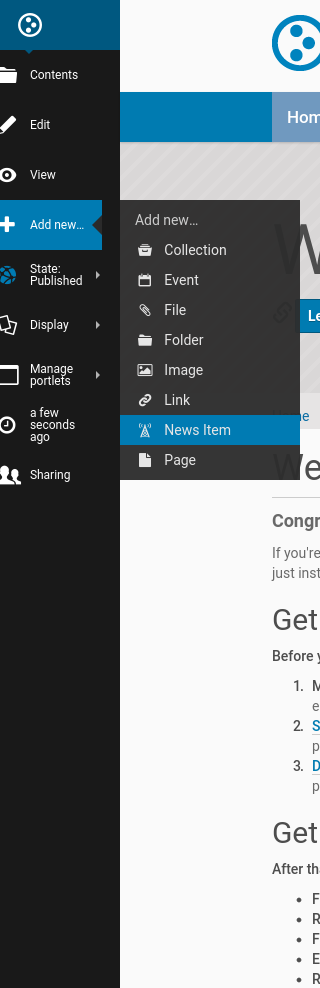 Contents
Edit
View
Add new...
State:
Published
Display
Manage
portlets
a few
seconds
ago
Sharing
Add new...
Collection
Event
File
Folder
Image
Link
News Item
Page
Hom
W
Le
me
We
Congr
If you're
just inst
Get
Before y
1. M
e
2. S
p
3. D
p
Get
After tha
• F
• R
• F
• E
• R